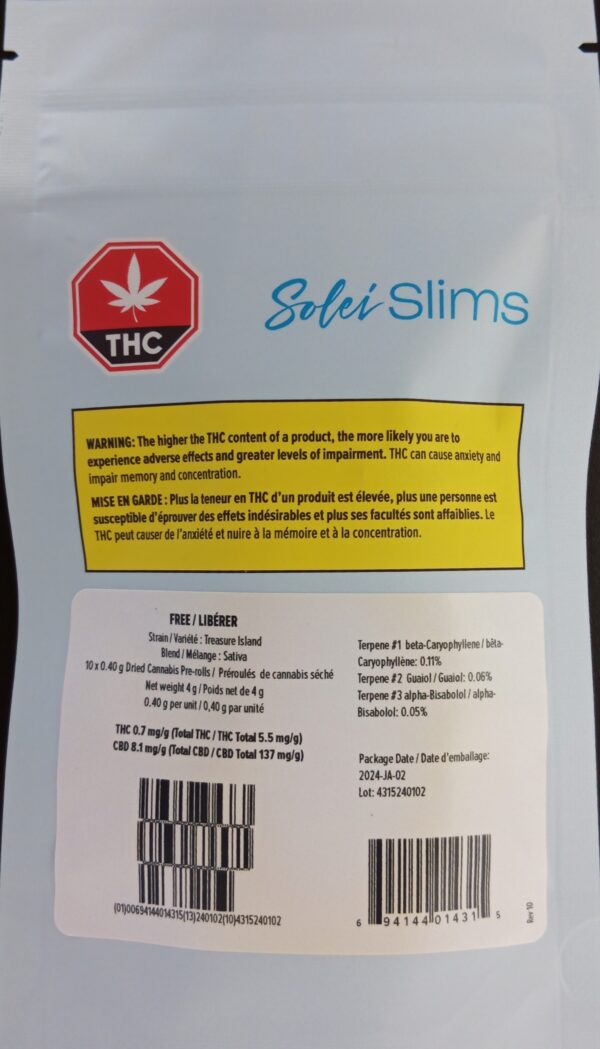 THC
Solei Slims
WARNING: The higher the THC content of a product, the more likely you are to
experience adverse effects and greater levels of impairment. THC can cause anxiety and
impair memory and concentration.
MISE EN GARDE : Plus la teneur en THC d'un produit est élevée, plus une personne est
susceptible d'éprouver des effets indésirables et plus ses facultés sont affaiblies. Le
THC peut causer de l'anxiété et nuire à la mémoire et à la concentration.
FREE / LIBÉRER
Strain / Variété : Treasure Island
Blend / Mélange : Sativa
10 x 0.40 g Dried Cannabis Pre-rolls / Préroulés de cannabis séché
Net weight 4 g / Poids net de 4 g
0.40 g per unit / 0,40 g par unité
THC 0.7 mg/g (Total THC / THC Total 5.5 mg/g)
CBD 8.1 mg/g (Total CBD / CBD Total 137 mg/g)
(01)00694144014315(13)240102(10)4315240102
Terpene #1 beta-Caryophyllene / bêta-
Caryophyllène: 0.11%
Terpene #2 Guaiol / Guaiol: 0.06%
Terpene #3 alpha-Bisabolol / alpha-
Bisabolol: 0.05%
Package Date / Date d'emballage:
2024-JA-02
Lot: 4315240102
6 94144 01431 5
Rev 10